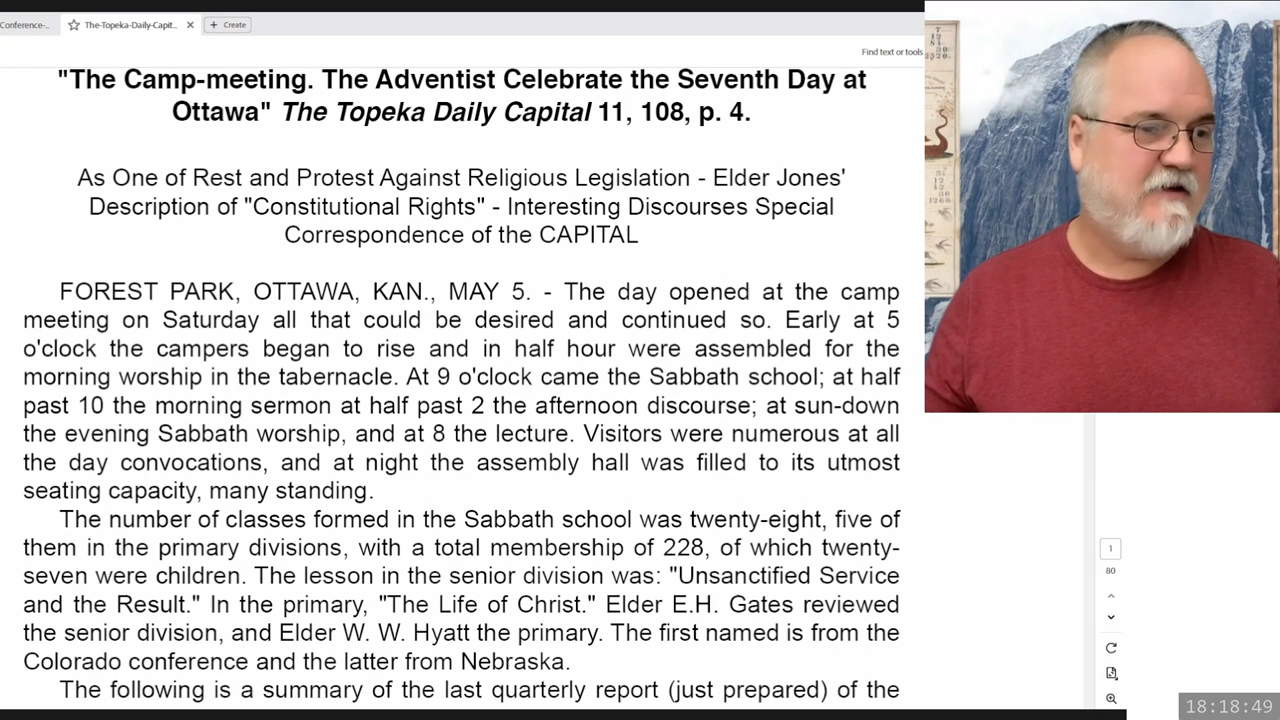 Conference-...
The-Topeka-Daily-Capit...
Create
Find text or tools
"The Camp-meeting. The Adventist Celebrate the Seventh Day at
Ottawa" The Topeka Daily Capital 11, 108, p. 4.
As One of Rest and Protest Against Religious Legislation - Elder Jones'
Description of "Constitutional Rights" - Interesting Discourses Special
Correspondence of the CAPITAL
FOREST PARK, OTTAWA, KAN., MAY 5. - The day opened at the camp
meeting on Saturday all that could be desired and continued so. Early at 5
o'clock the campers began to rise and in half hour were assembled for the
morning worship in the tabernacle. At 9 o'clock came the Sabbath school; at half
past 10 the morning sermon at half past 2 the afternoon discourse; at sun-down
the evening Sabbath worship, and at 8 the lecture. Visitors were numerous at all
the day convocations, and at night the assembly hall was filled to its utmost
seating capacity, many standing.
The number of classes formed in the Sabbath school was twenty-eight, five of
them in the primary divisions, with a total membership of 228, of which twenty-
seven were children. The lesson in the senior division was: "Unsanctified Service
and the Result." In the primary, "The Life of Christ." Elder E.H. Gates reviewed
the senior division, and Elder W. W. Hyatt the primary. The first named is from the
Colorado conference and the latter from Nebraska.
The following is a summary of the last quarterly report (just prepared) of the
1
80
18:18:49